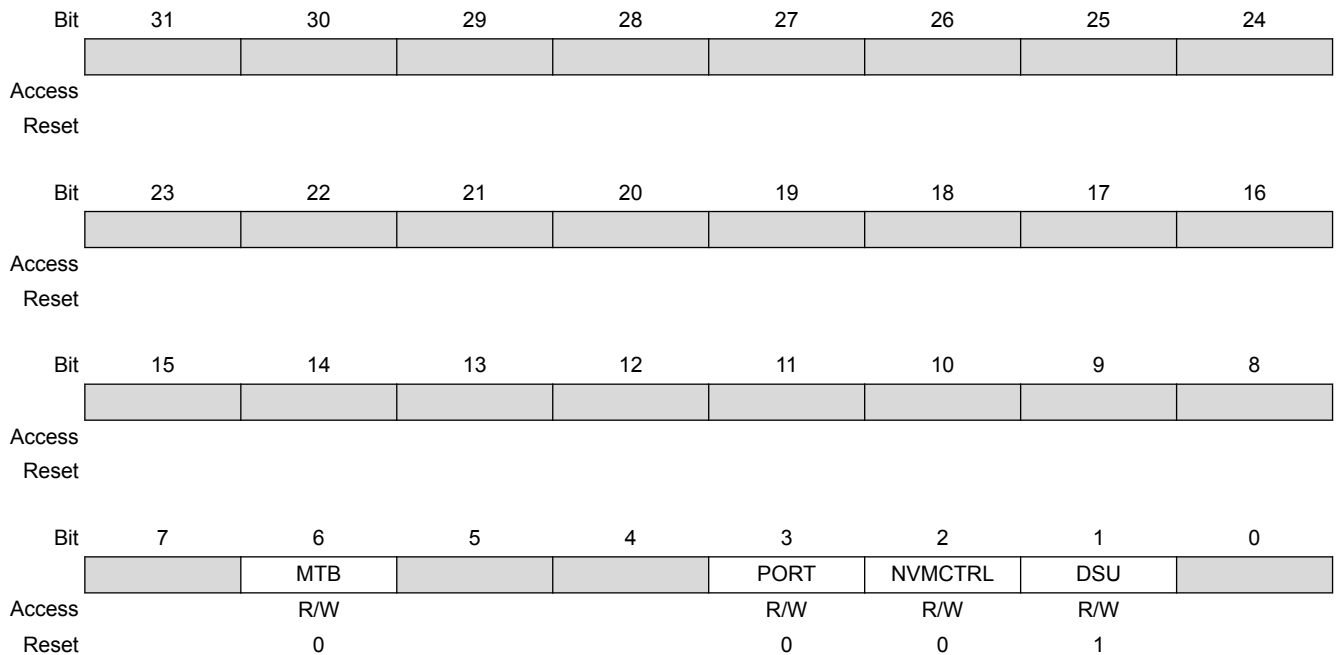 Bit 31 30 29 28 27 26 25 24
Access
Reset
Bit 23 22 21 20 19 18 17 16
Access
Reset
Bit 15 14 13 12 11 10 9 8
Access
Reset
Bit 7 6 5 4 3 2 1 0
MTB PORT NVMCTRL DSU
Access R/W R/W R/W R/W
Reset 0 0 0 1